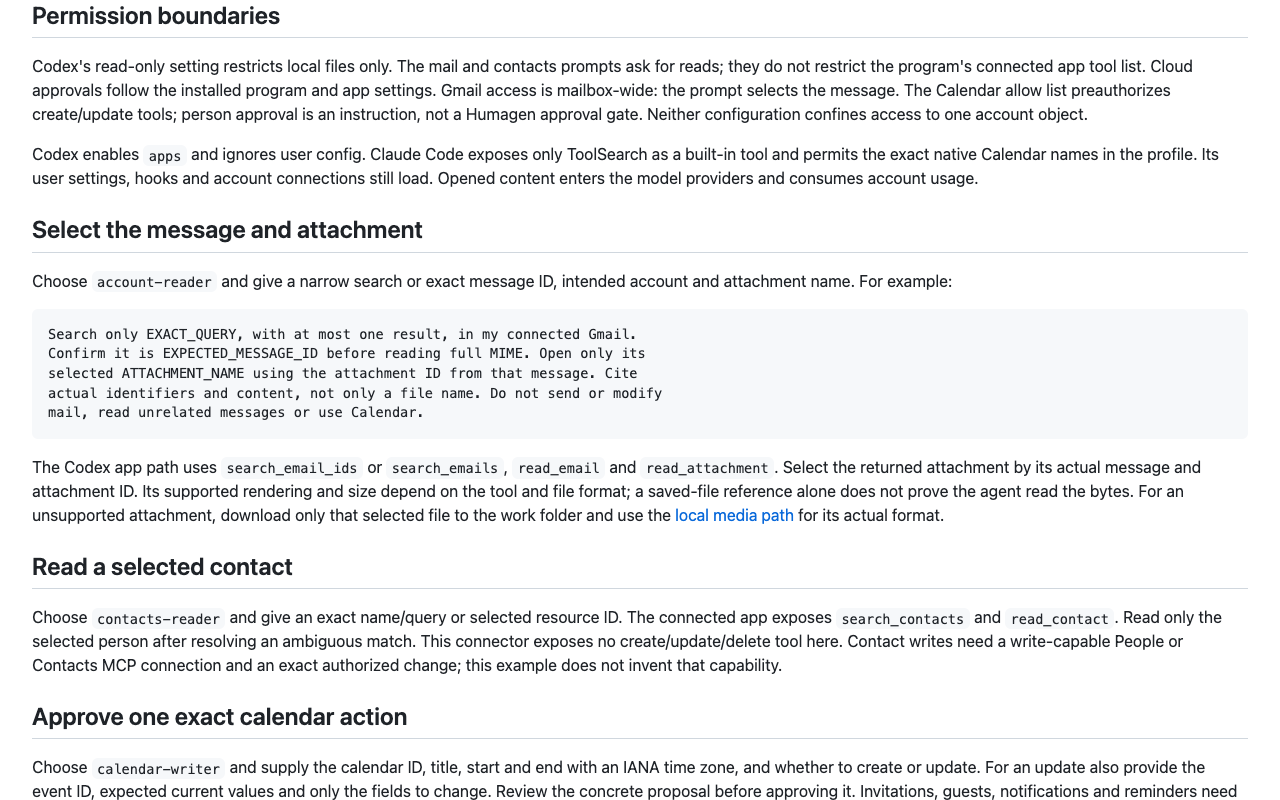 Permission boundaries
Codex's read-only setting restricts local files only. The mail and contacts prompts ask for reads; they do not restrict the program's connected app tool list. Cloud
approvals follow the installed program and app settings. Gmail access is mailbox-wide: the prompt selects the message. The Calendar allow list preauthorizes
create/update tools; person approval is an instruction, not a Humagen approval gate. Neither configuration confines access to one account object.
Codex enables apps and ignores user config. Claude Code exposes only ToolSearch as a built-in tool and permits the exact native Calendar names in the profile. Its
user settings, hooks and account connections still load. Opened content enters the model providers and consumes account usage.
Select the message and attachment
Choose account-reader and give a narrow search or exact message ID, intended account and attachment name. For example:
Search only EXACT_QUERY, with at most one result, in my connected Gmail.
Confirm it is EXPECTED_MESSAGE_ID before reading full MIME. Open only its
selected ATTACHMENT_NAME using the attachment ID from that message. Cite
actual identifiers and content, not only a file name. Do not send or modify
mail, read unrelated messages or use Calendar.
The Codex app path uses search_email_ids or search_emails, read_email and read_attachment. Select the returned attachment by its actual message and
attachment ID. Its supported rendering and size depend on the tool and file format; a saved-file reference alone does not prove the agent read the bytes. For an
unsupported attachment, download only that selected file to the work folder and use the local media path for its actual format.
Read a selected contact
Choose contacts-reader and give an exact name/query or selected resource ID. The connected app exposes search_contacts and read_contact. Read only the
selected person after resolving an ambiguous match. This connector exposes no create/update/delete tool here. Contact writes need a write-capable People or
Contacts MCP connection and an exact authorized change; this example does not invent that capability.
Approve one exact calendar action
Choose calendar-writer and supply the calendar ID, title, start and end with an IANA time zone, and whether to create or update. For an update also provide the
event ID, expected current values and only the fields to change. Review the concrete proposal before approving it. Invitations, guests, notifications and reminders need